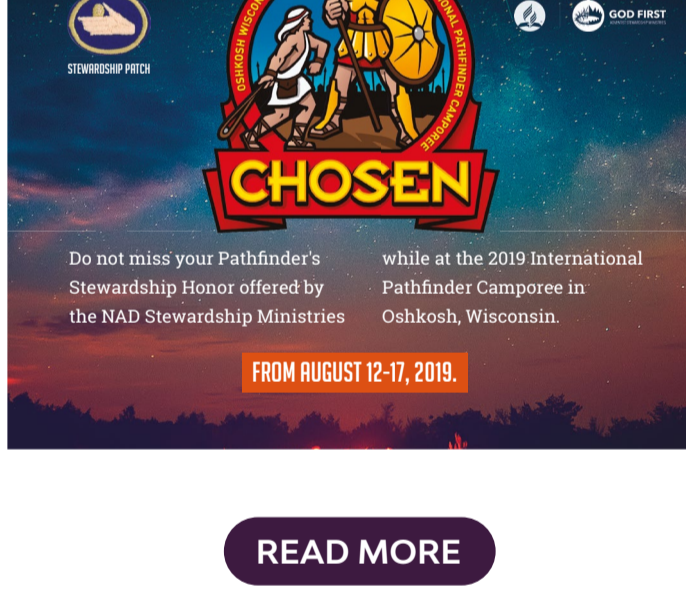 GOD FIRST
STEWARDSHIP PATCH
OSHKOSH WISCON
ONAL PATHFINDER CAMPOREE
CHOSEN
Do not miss your Pathfinder's
Stewardship Honor offered by
the NAD Stewardship Ministries
while at the 2019 International
Pathfinder Camporee in
Oshkosh, Wisconsin.
FROM AUGUST 12-17, 2019.
READ MORE